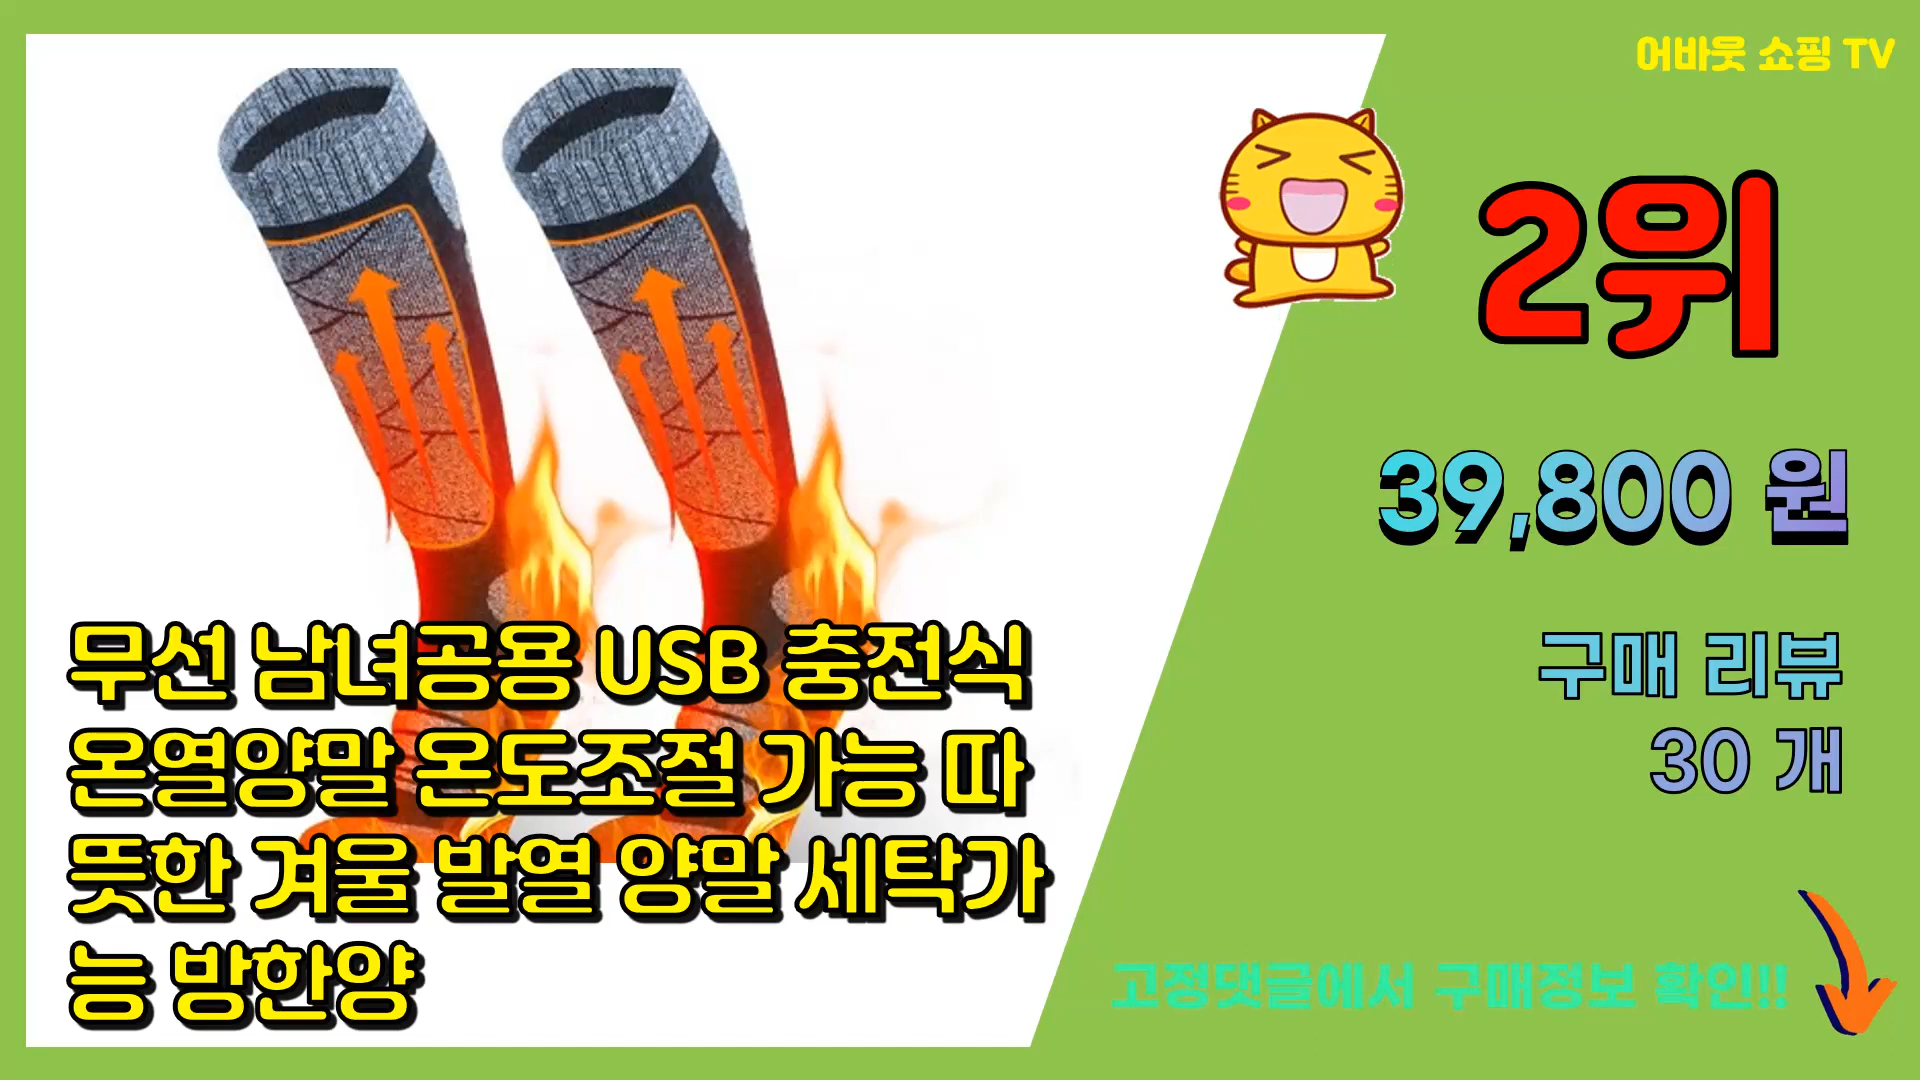 어바웃 쇼핑 TV
2위
39,800 원
구매 리뷰
30 개
무선 남녀공용 USB 충전식
온열양말 온도조절 가능 따
뜻한 겨울 발열 양말 세탁가
능 방한양
고정댓글에서 구매정보 확인!!